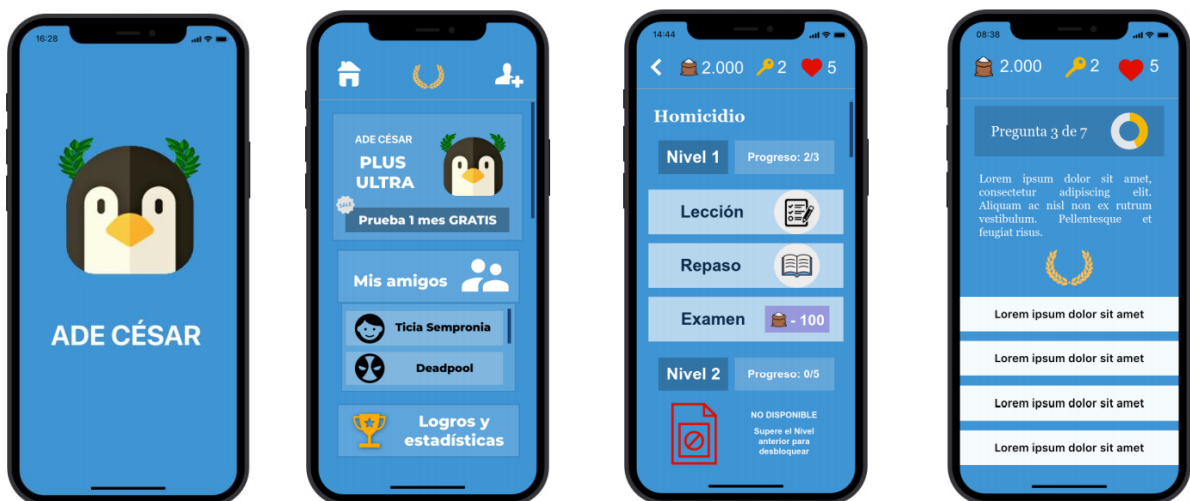 16:28
ADE CÉSAR
ADE CÉSAR
PLUS
ULTRA
SALE
Prueba 1 mes GRATIS
Mis amigos
Ticia Sempronia
Deadpool
Logros y
estadísticas
14:44
2.000 2 5
Homicidio
Nivel 1 Progreso: 2/3
Lección
Repaso
Examen - 100
Nivel 2 Progreso: 0/5
NO DISPONIBLE
Supere el Nivel
anterior para
desbloquear
08:38
2.000 2 5
Pregunta 3 de 7
Lorem ipsum dolor sit amet,
consectetur adipiscing elit.
Aliquam ac nisl non ex rutrum
vestibulum. Pellentesque et
feugiat risus.
Lorem ipsum dolor sit amet
Lorem ipsum dolor sit amet
Lorem ipsum dolor sit amet
Lorem ipsum dolor sit amet